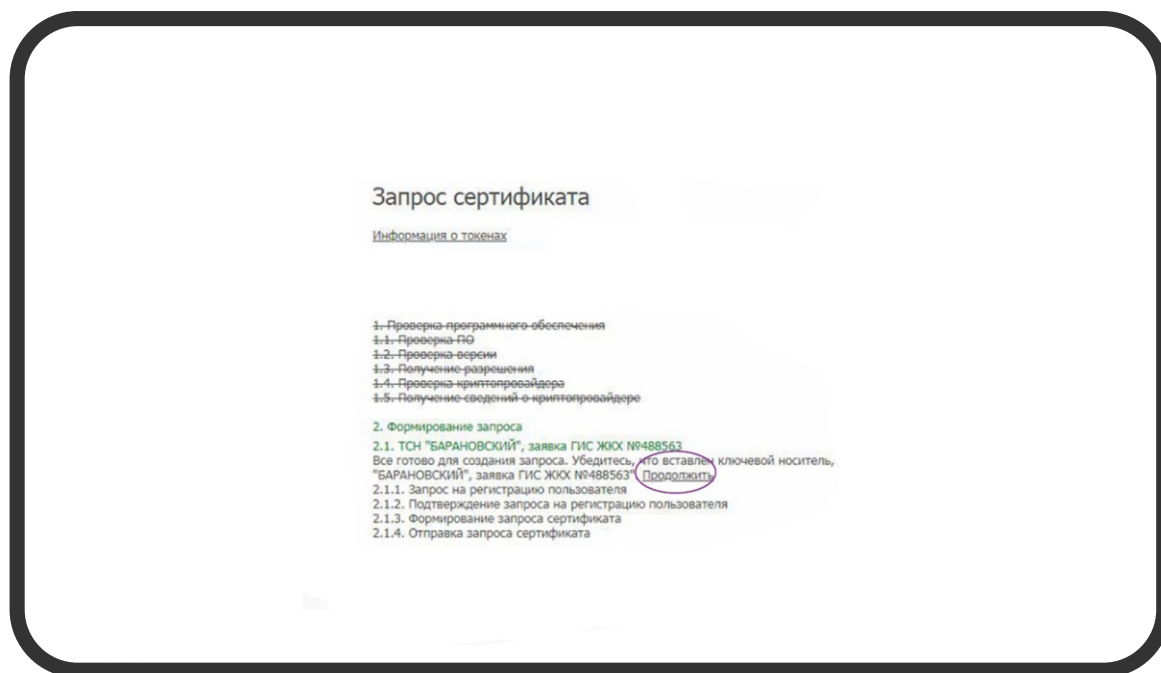 Запрос сертификата
Информация о токенах
1. Проверка программного обеспечения
1.1. Проверка ПО
1.2. Проверка версии
1.3. Получение разрешения
1.4. Проверка криптопровайдера
1.5. Получение сведений о криптопровайдере
2. Формирование запроса
2.1. ТСН "БАРАНОВСКИЙ", заявка ГИС ЖКХ №488563
Все готово для создания запроса. Убедитесь, что вставлен ключевой носитель,
"БАРАНОВСКИЙ", заявка ГИС ЖКХ №488563" Продолжить
2.1.1. Запрос на регистрацию пользователя
2.1.2. Подтверждение запроса на регистрацию пользователя
2.1.3. Формирование запроса сертификата
2.1.4. Отправка запроса сертификата